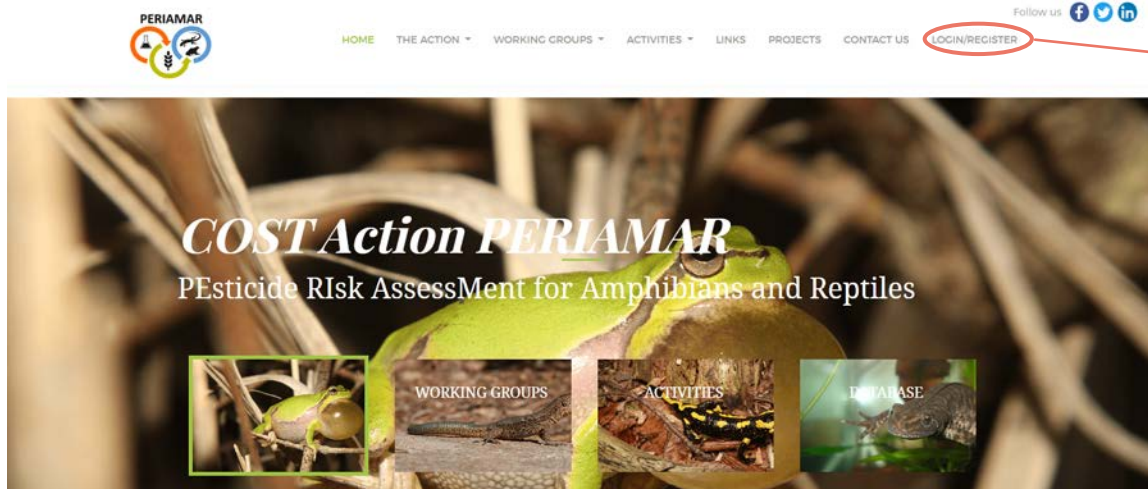 Follow us
PERIAMAR
HOME THE ACTION WORKING GROUPS ACTIVITIES LINKS PROJECTS CONTACT US LOGIN/REGISTER
COST Action PERIAMAR
PEsticide RIsk AssessMent for Amphibians and Reptiles
WORKING GROUPS ACTIVITIES DATABASE